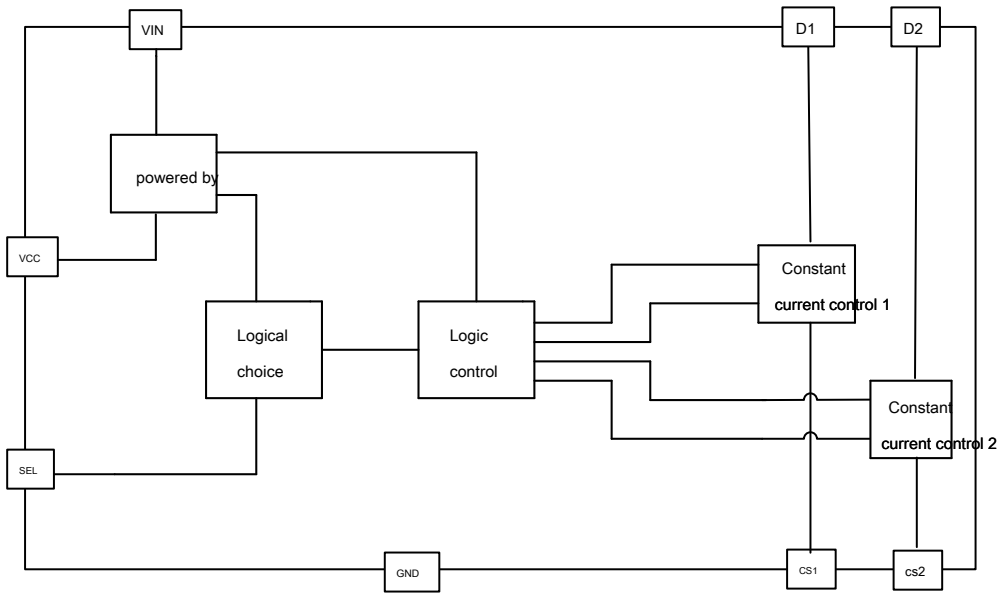 VIN
D1
D2
powered by
VCC
Constant
current control 1
Logical
choice
Logic
control
Constant
current control 2
SEL
GND
CS1
cs2